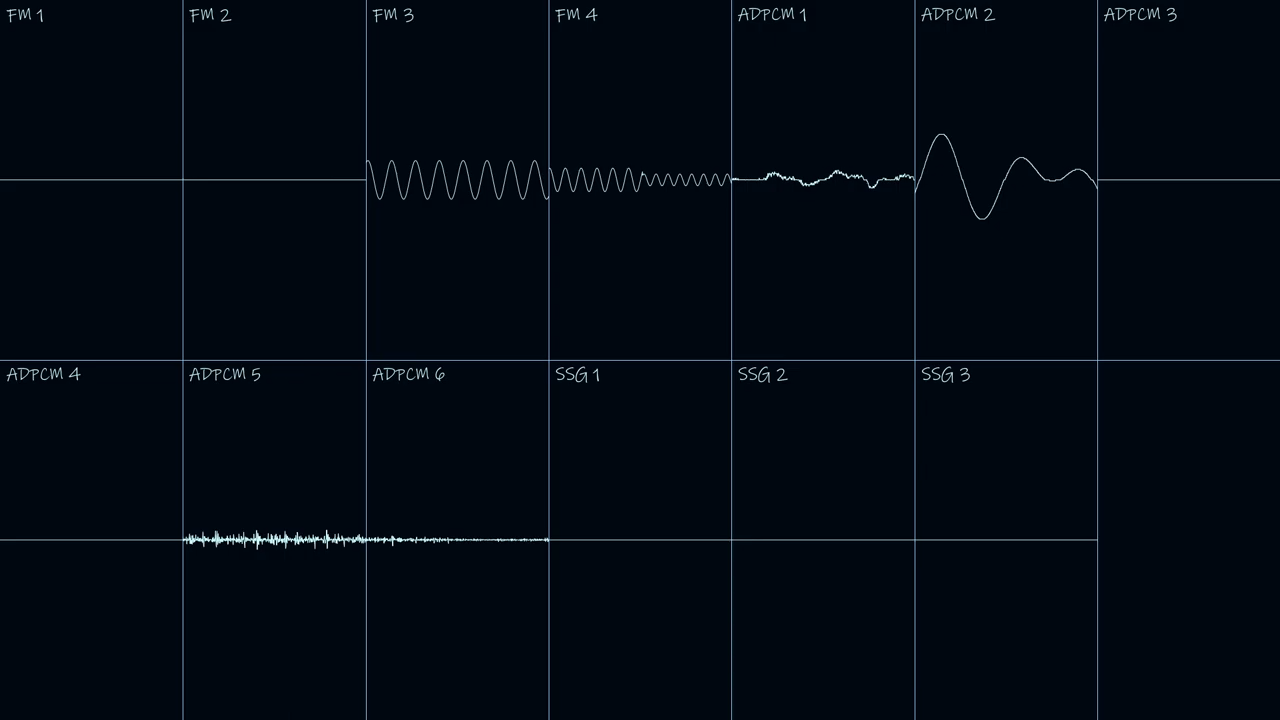 FM 1
FM 2
FM 3
FM 4
ADPCM 1
ADPCM 2
ADPCM 3
ADPCM 4
ADPCM 5
ADPCM 6
SSG 1
SSG 2
SSG 3